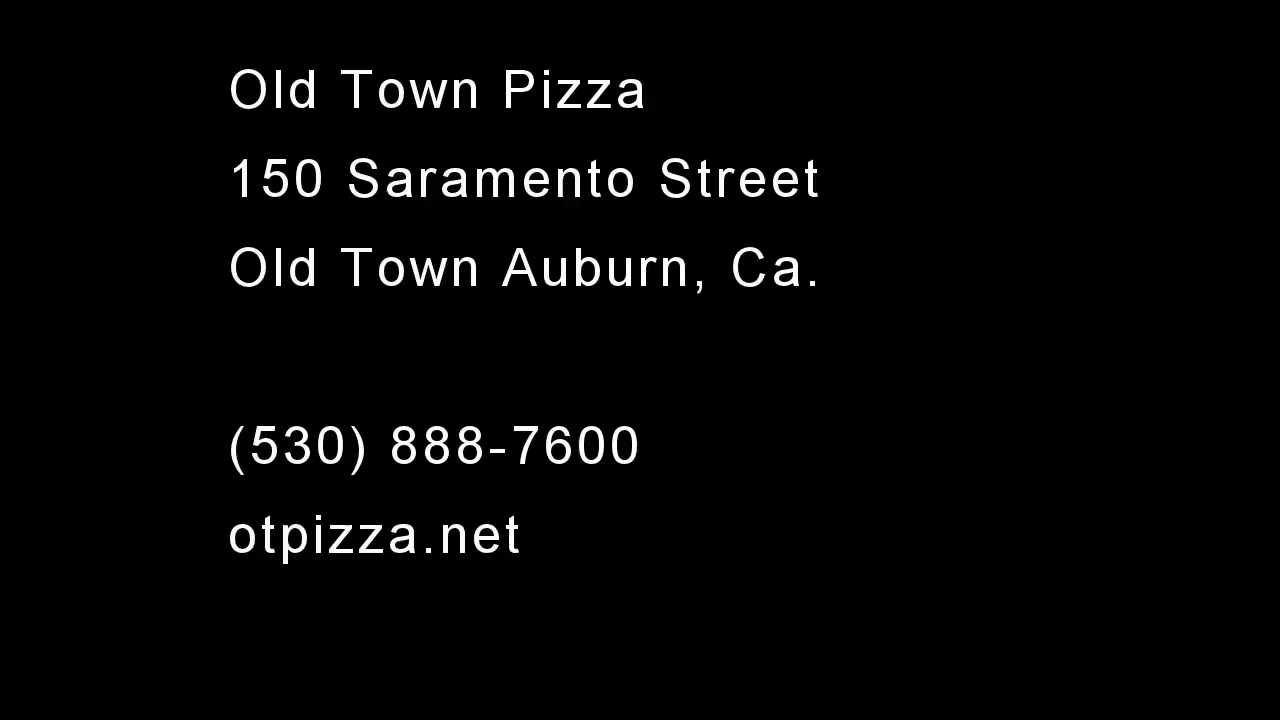 Old Town Pizza
150 Saramento Street
Old Town Auburn, Ca.
(530) 888-7600
otpizza.net